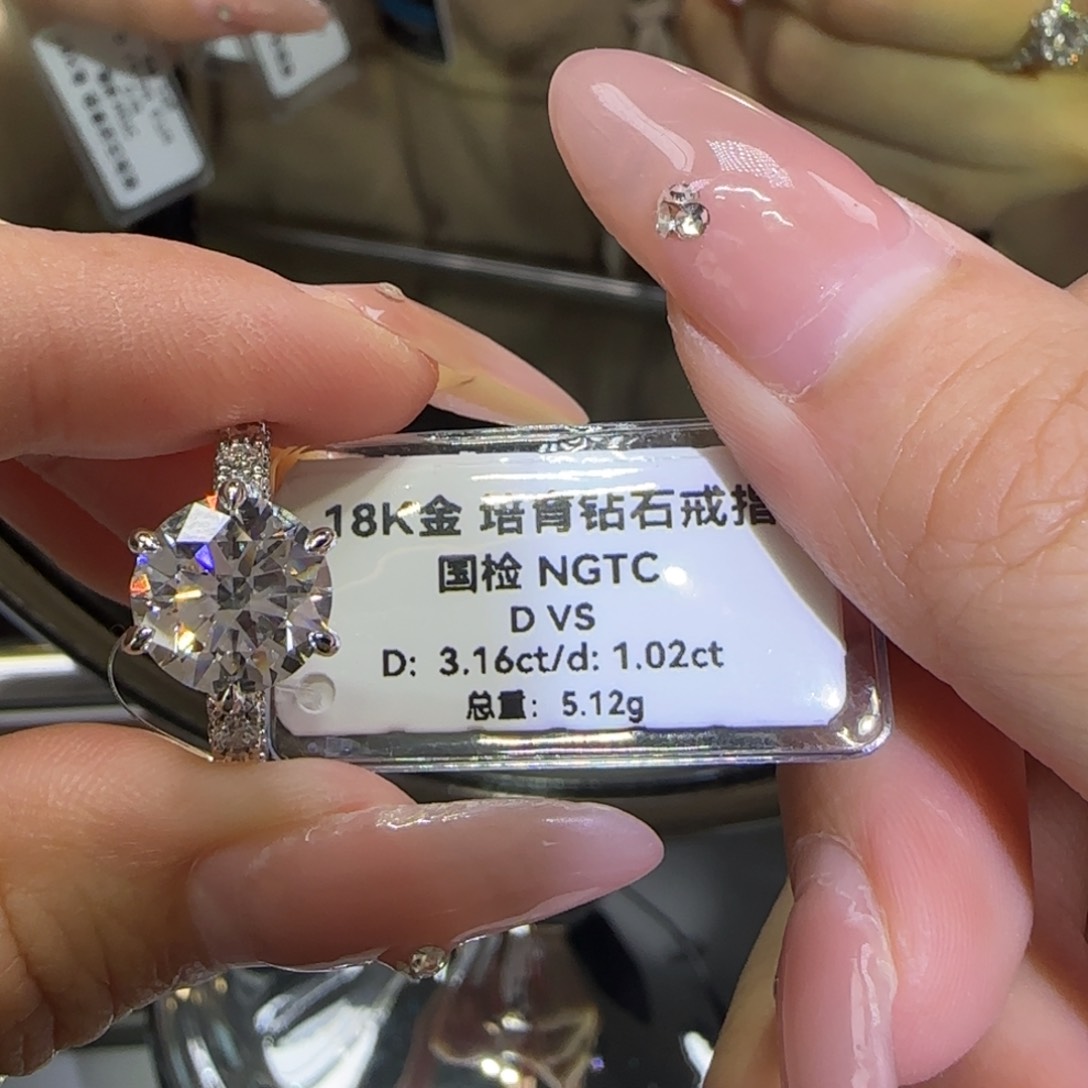 18K金 培育钻石戒指
国检 NGTC
D VS
D: 3.16ct/d: 1.02ct
总重: 5.12g